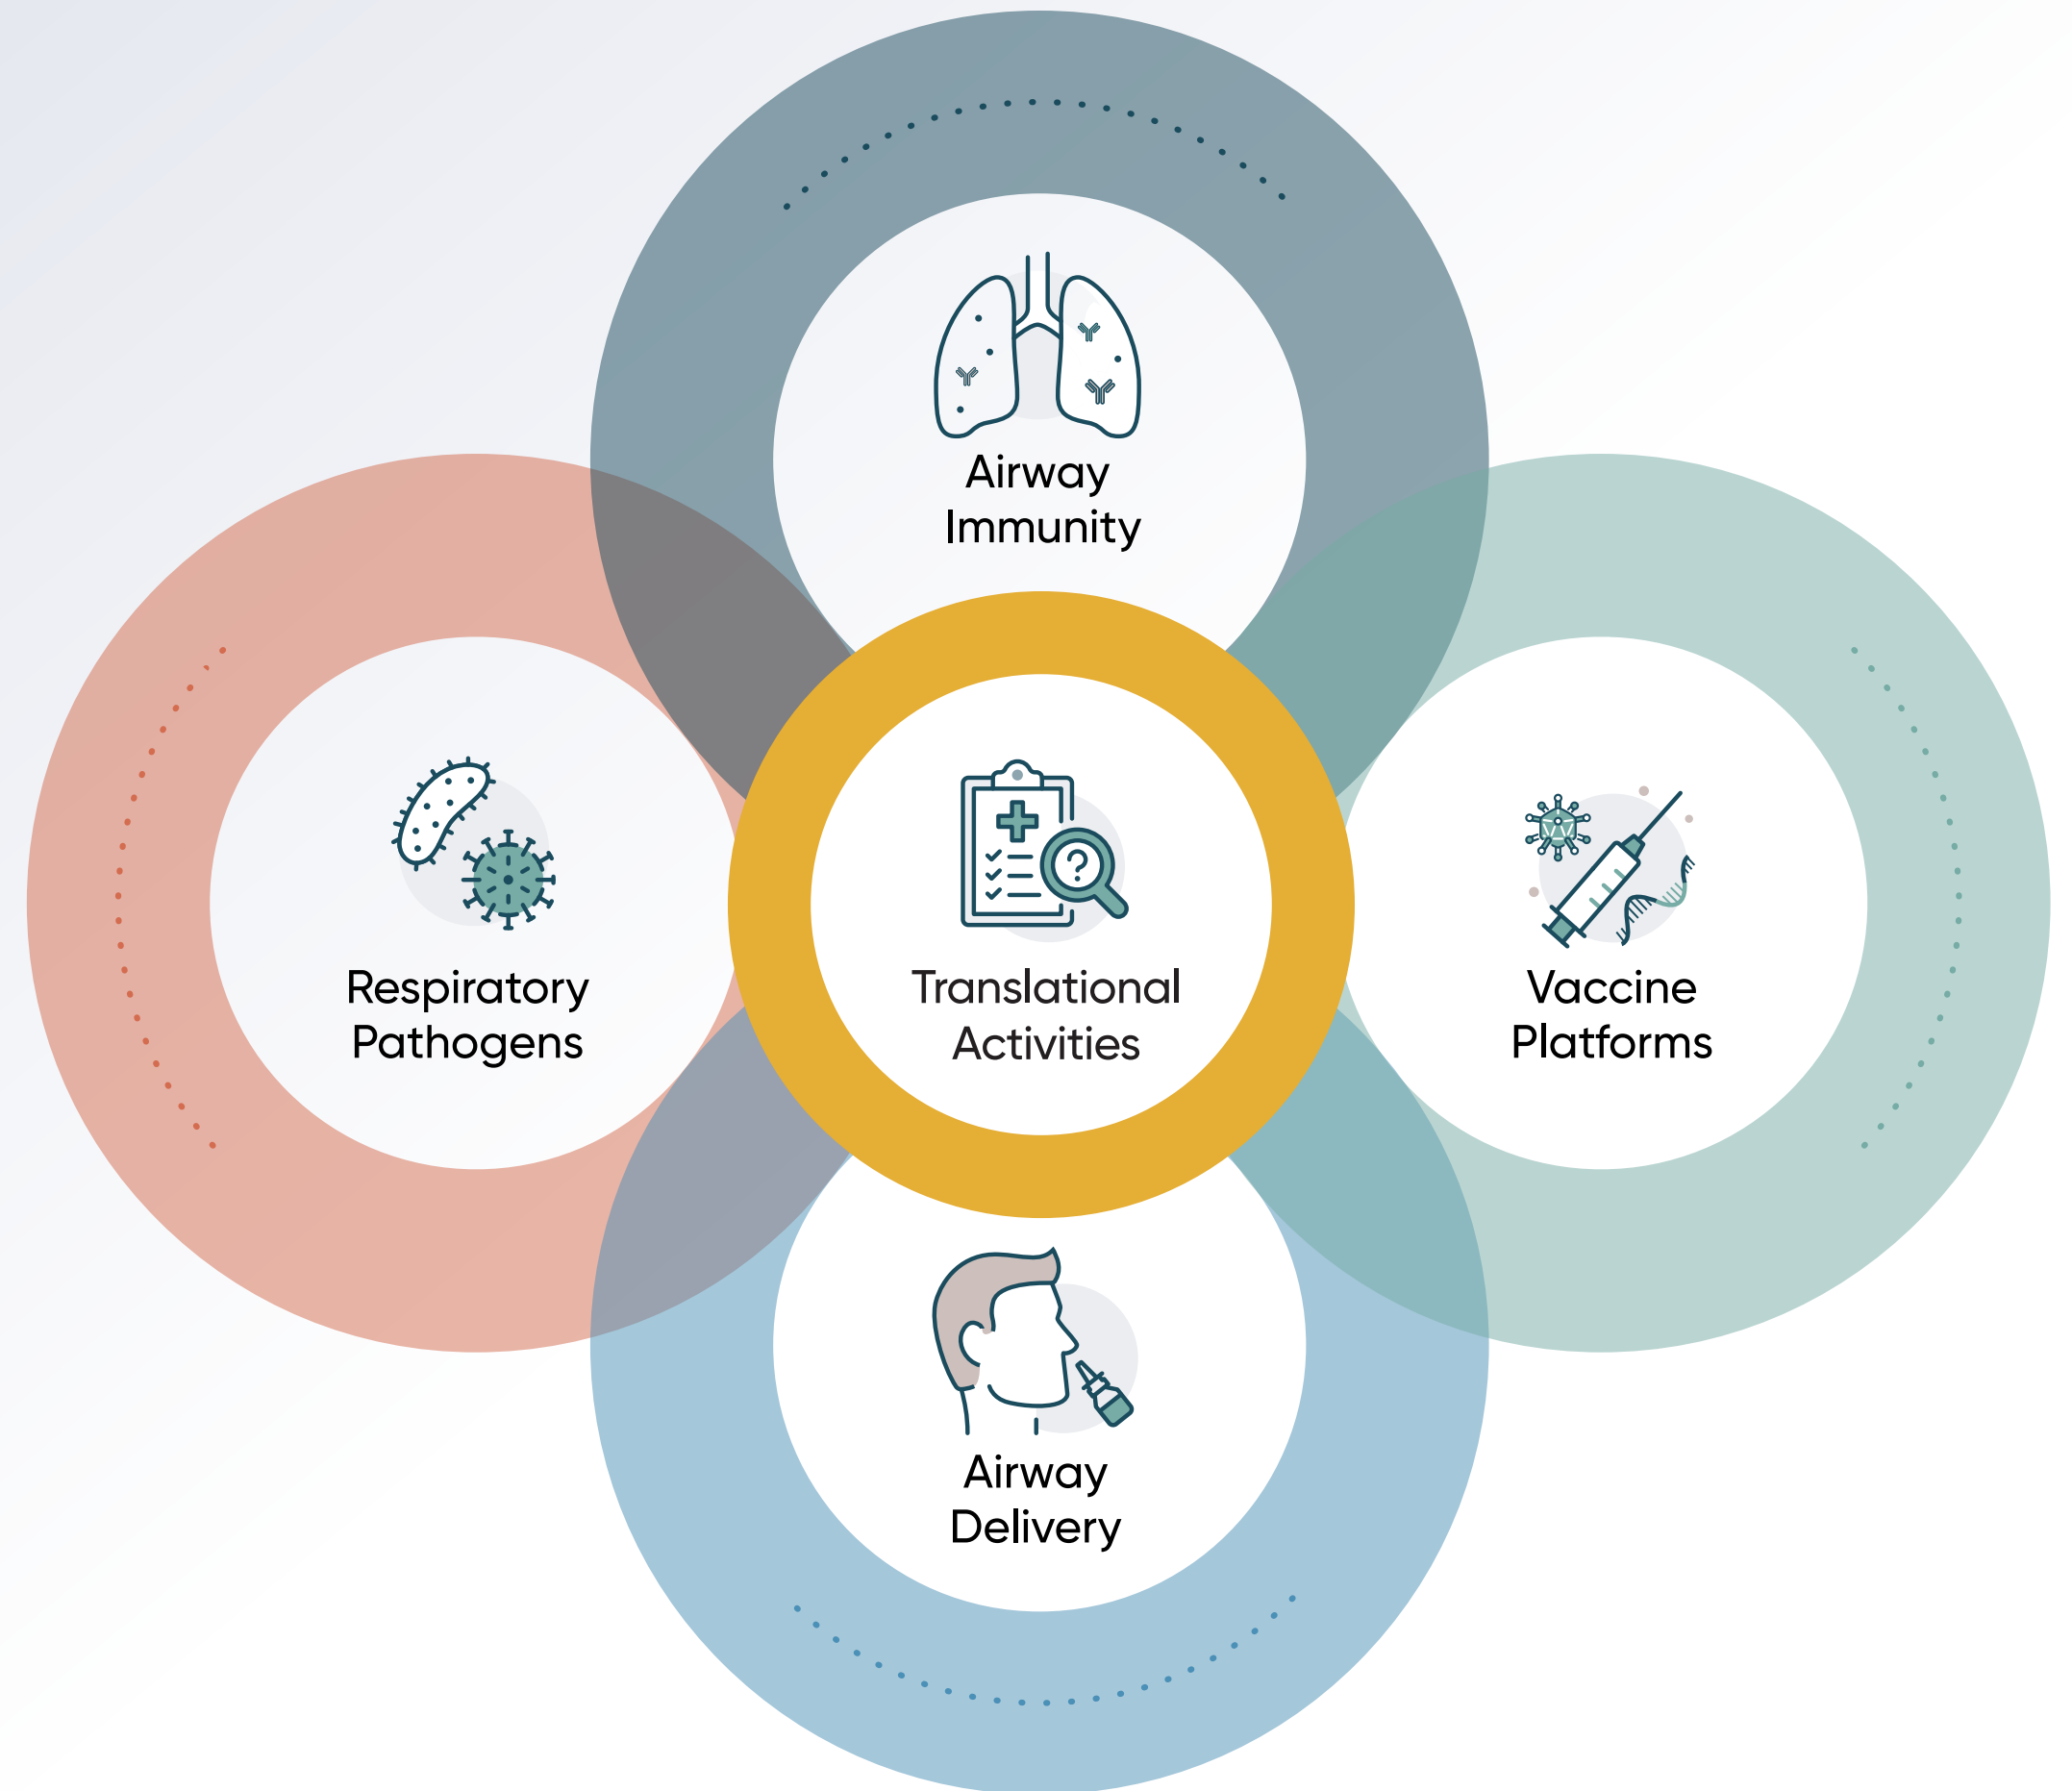 Airway
Immunity
Respiratory
Pathogens
Translational
Activities
Vaccine
Platforms
Airway
Delivery
?